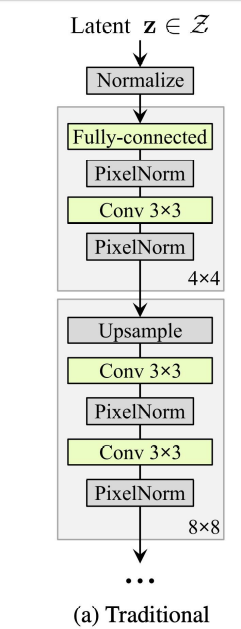 Latent z ∈ 𝒵
Normalize
Fully-connected
PixelNorm
Conv 3×3
PixelNorm
4×4
Upsample
Conv 3×3
PixelNorm
Conv 3×3
PixelNorm
8×8
...
(a) Traditional